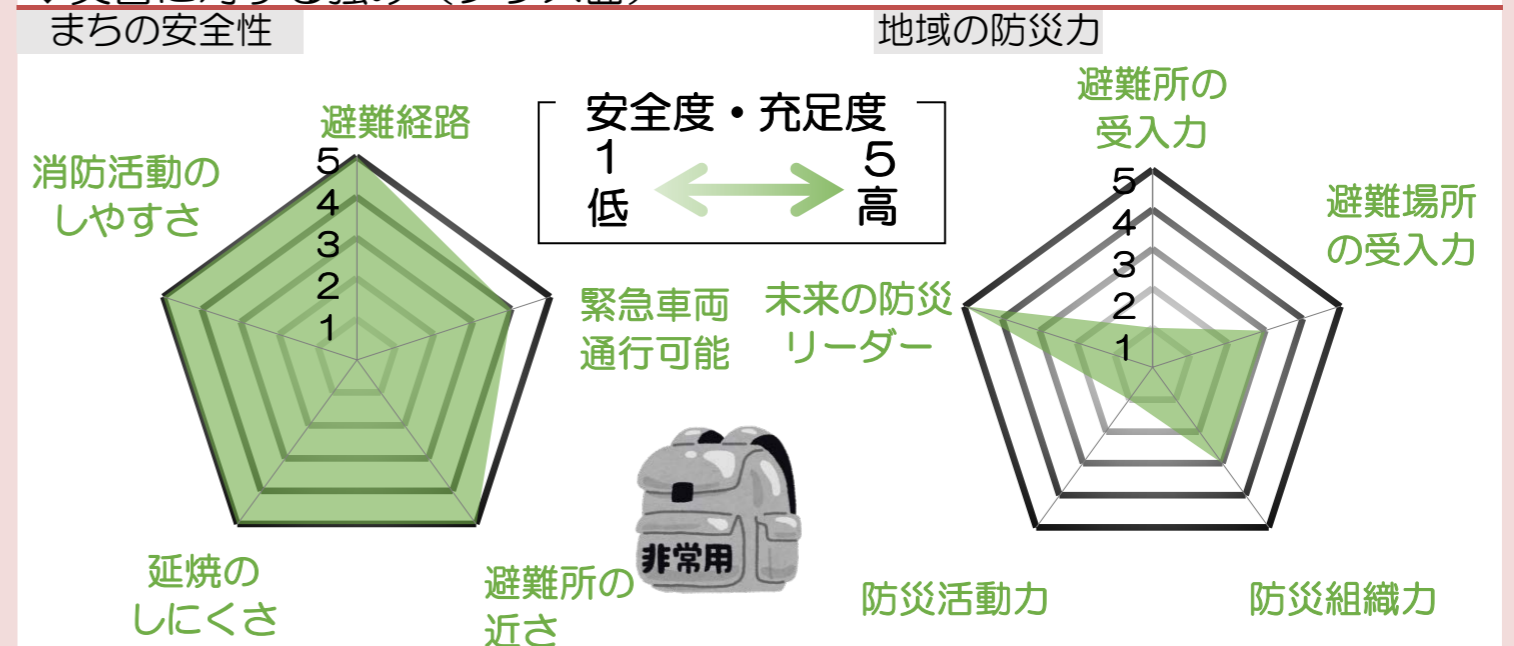 まちの安全性
地域の防災力
避難経路
消防活動の
しやすさ
5
4
3
2
1
緊急車両
通行可能
延焼の
しにくさ
避難所の
近さ
安全度・充足度
1
5
低
高
非常用
避難所の
受入力
避難場所
の受入力
未来の防災
リーダー
5
4
3
2
1
防災活動力
防災組織力